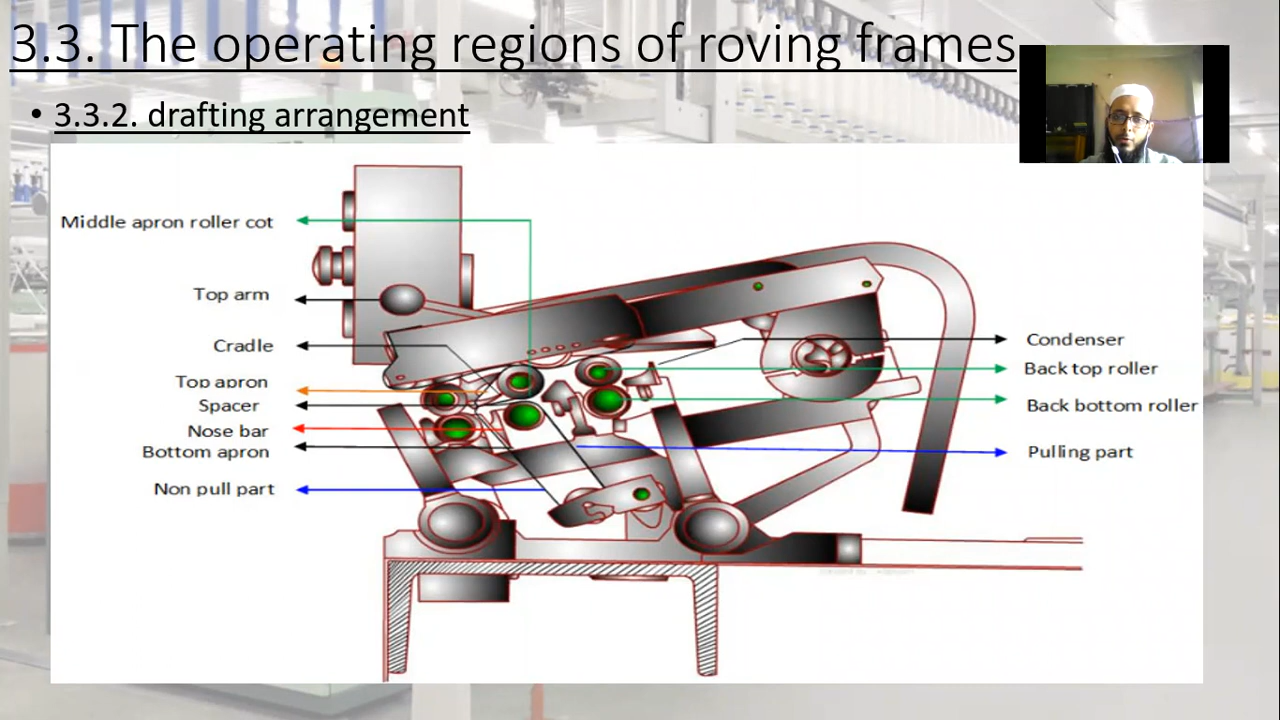 3.3. The operating regions of roving frames
• 3.3.2. drafting arrangement
Middle apron roller cot
Top arm
Cradle
Top apron
Spacer
Nose bar
Bottom apron
Non pull part
Condenser
Back top roller
Back bottom roller
Pulling part